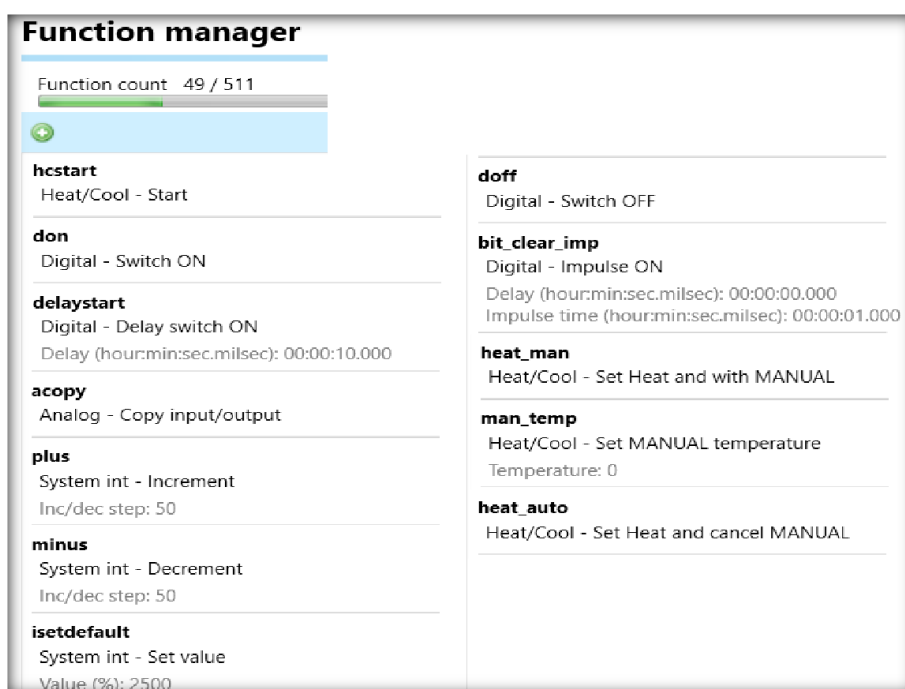 Function manager
Function count 49 / 511
hcstart
Heat/Cool - Start
don
Digital - Switch ON
delaystart
Digital - Delay switch ON
Delay (hour:min:sec.milsec): 00:00:10.000
acopy
Analog - Copy input/output
plus
System int - Increment
Inc/dec step: 50
minus
System int - Decrement
Inc/dec step: 50
isetdefault
System int - Set value
Value (%): 2500
doff
Digital - Switch OFF
bit_clear_imp
Digital - Impulse ON
Delay (hour:min:sec.milsec): 00:00:00.000
Impulse time (hour:min:sec.milsec): 00:00:01.000
heat_man
Heat/Cool - Set Heat and with MANUAL
man_temp
Heat/Cool - Set MANUAL temperature
Temperature: 0
heat_auto
Heat/Cool - Set Heat and cancel MANUAL